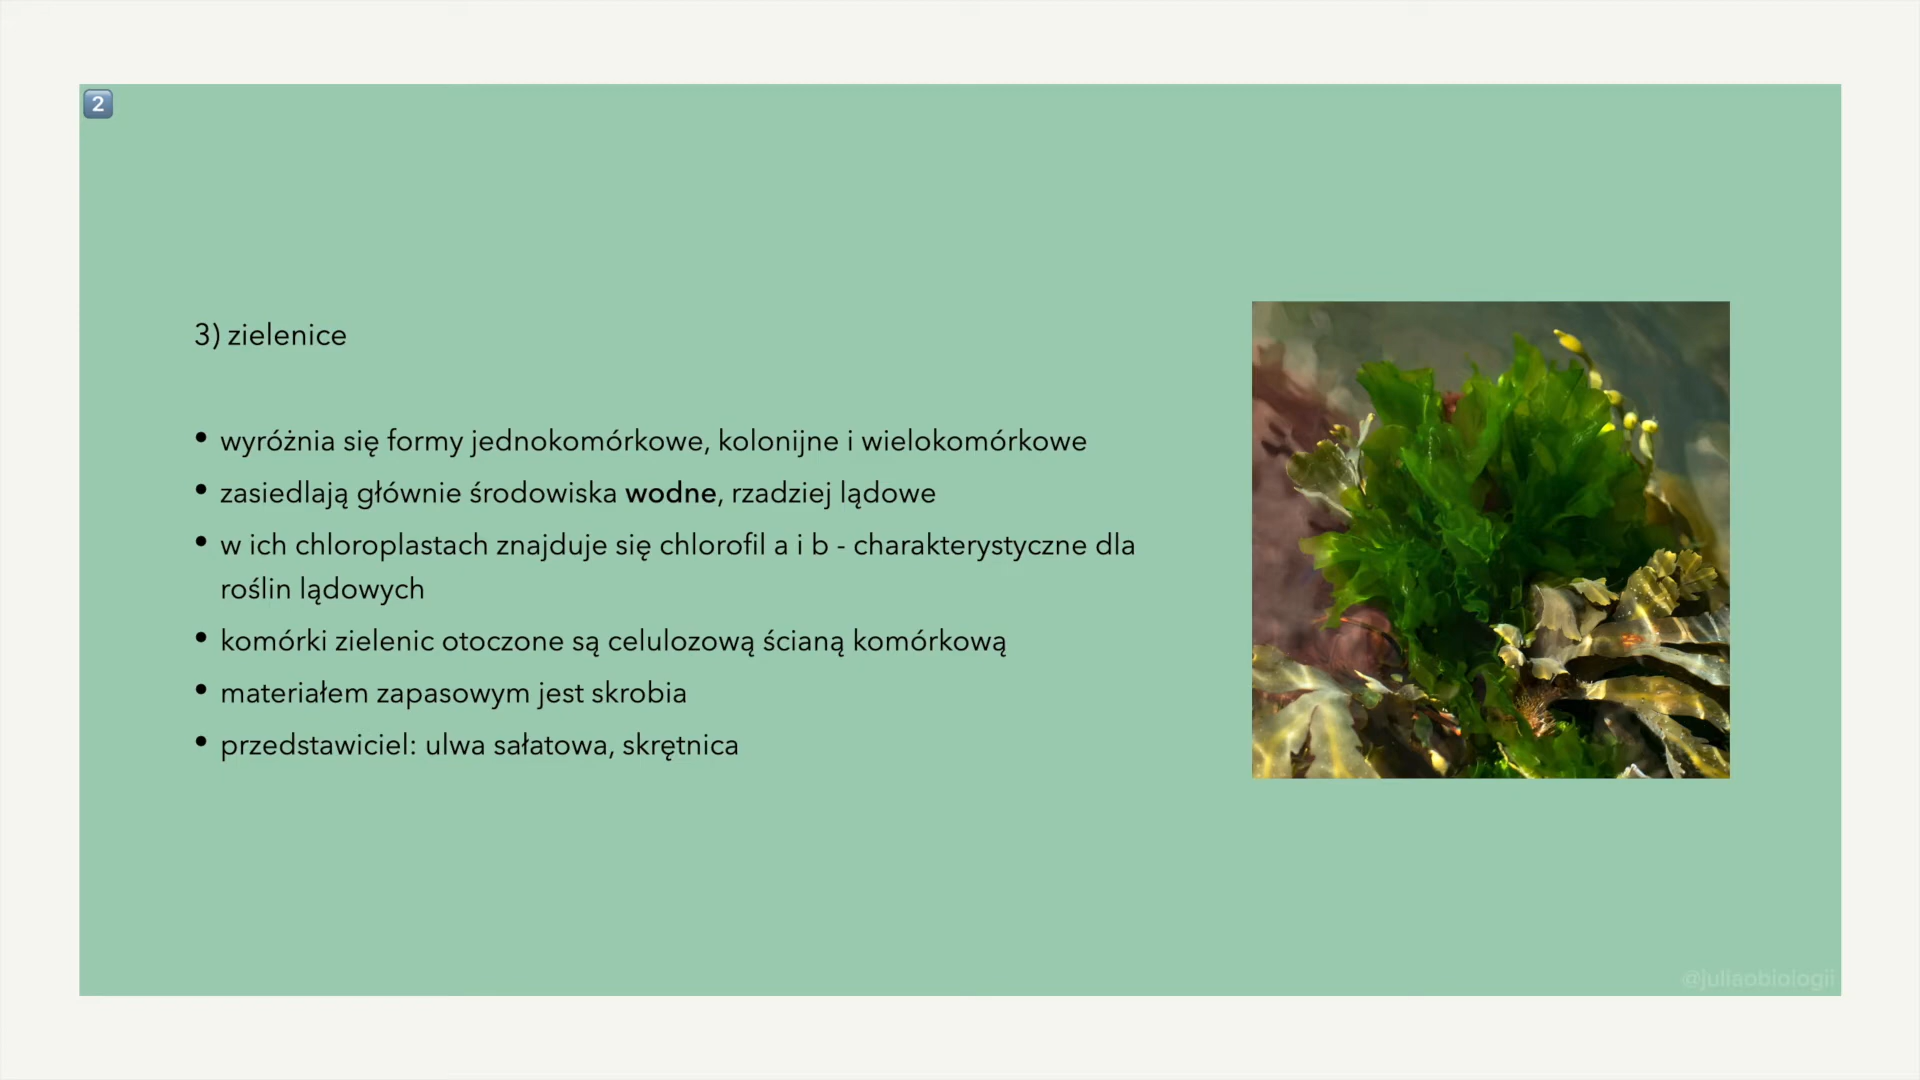 2
3) zielenice
• wyróżnia się formy jednokomórkowe, kolonijne i wielokomórkowe
• zasiedlają głównie środowiska wodne, rzadziej lądowe
• w ich chloroplastach znajduje się chlorofil a i b - charakterystyczne dla
roślin lądowych
• komórki zielenic otoczone są celulozową ścianą komórkową
• materiałem zapasowym jest skrobia
• przedstawiciel: ulwa sałatowa, skrętnica
@juliaobiologii